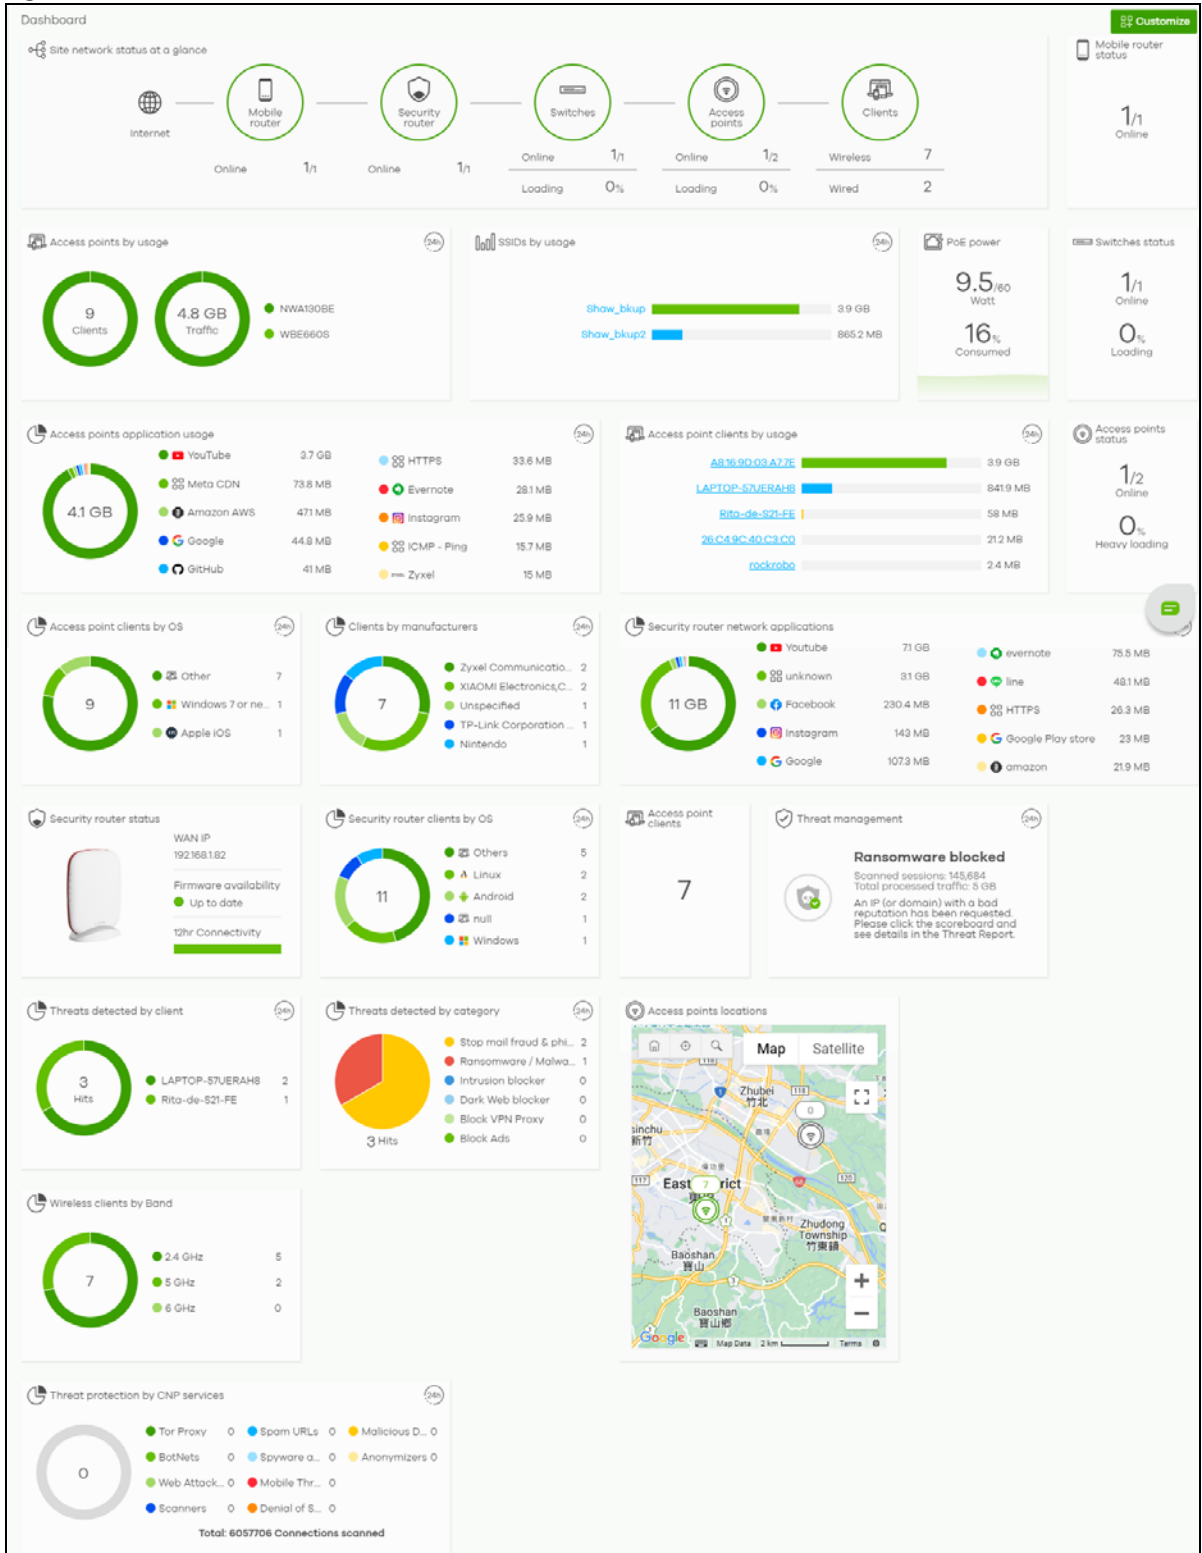 Dashboard
Customize
Site network status at a glance
Internet
Mobile router
Online 1/1
Security router
Online 1/1
Switches
Online 1/1
Loading 0%
Access points
Online 1/2
Loading 0%
Clients
Wireless 7
Wired 2
Mobile router status
1/1
Online
Access points by usage
24h
9
Clients
4.8 GB
Traffic
NWA130BE
WBE660S
SSIDs by usage
24h
Shaw_bkup 3.9 GB
Shaw_bkup2 865.2 MB
PoE power
9.5/60
Watt
16%
Consumed
Switches status
1/1
Online
0%
Loading
Access points application usage
24h
4.1 GB
YouTube 3.7 GB
Meta CDN 73.8 MB
Amazon AWS 47.1 MB
Google 44.8 MB
GitHub 41 MB
HTTPS 33.6 MB
Evernote 28.1 MB
Instagram 25.9 MB
ICMP - Ping 15.7 MB
Zyxel 15 MB
Access point clients by usage
24h
A8:16:9D:03:A7:7E 3.9 GB
LAPTOP-57UERAH8 841.9 MB
Rita-de-S21-FE 58 MB
26:C4:9C:40:C3:C0 21.2 MB
rockrobo 2.4 MB
Access points status
1/2
Online
0%
Heavy loading
Access point clients by OS
24h
9
Other 7
Windows 7 or ne... 1
Apple iOS 1
Clients by manufacturers
24h
7
Zyxel Communicatio... 2
XIAOMI Electronics,C... 2
Unspecified 1
TP-Link Corporation ... 1
Nintendo 1
Security router network applications
11 GB
Youtube 7.1 GB
unknown 3.1 GB
Facebook 230.4 MB
Instagram 143 MB
Google 107.3 MB
evernote 75.5 MB
line 48.1 MB
HTTPS 26.3 MB
Google Play store 23 MB
amazon 21.9 MB
Security router status
WAN IP
192.168.1.82
Firmware availability
Up to date
12hr Connectivity
Security router clients by OS
24h
11
Others 5
Linux 2
Android 2
null 1
Windows 1
Access point clients
7
Threat management
24h
Ransomware blocked
Scanned sessions: 145,684
Total processed traffic: 5 GB
An IP (or domain) with a bad
reputation has been requested.
Please click the scoreboard and
see details in the Threat Report.
Threats detected by client
24h
3
Hits
LAPTOP-57UERAH8 2
Rita-de-S21-FE 1
Threats detected by category
24h
3 Hits
Stop mail fraud & phi... 2
Ransomware / Malwa... 1
Intrusion blocker 0
Dark Web blocker 0
Block VPN Proxy 0
Block Ads 0
Access points locations
Map Satellite
Zhubei
竹北
0
sinchu
新竹
117
120
East District
7
Zhudong
Township
竹東鎮
Baoshan
寶山
Baoshan
寶山鄉
+
−
Google
Map Data 2 km Terms
Wireless clients by Band
7
2.4 GHz 5
5 GHz 2
6 GHz 0
Threat protection by CNP services
24h
0
Tor Proxy 0
BotNets 0
Web Attack... 0
Scanners 0
Spam URLs 0
Spyware a... 0
Mobile Thr... 0
Denial of S... 0
Malicious D... 0
Anonymizers 0
Total: 6057706 Connections scanned